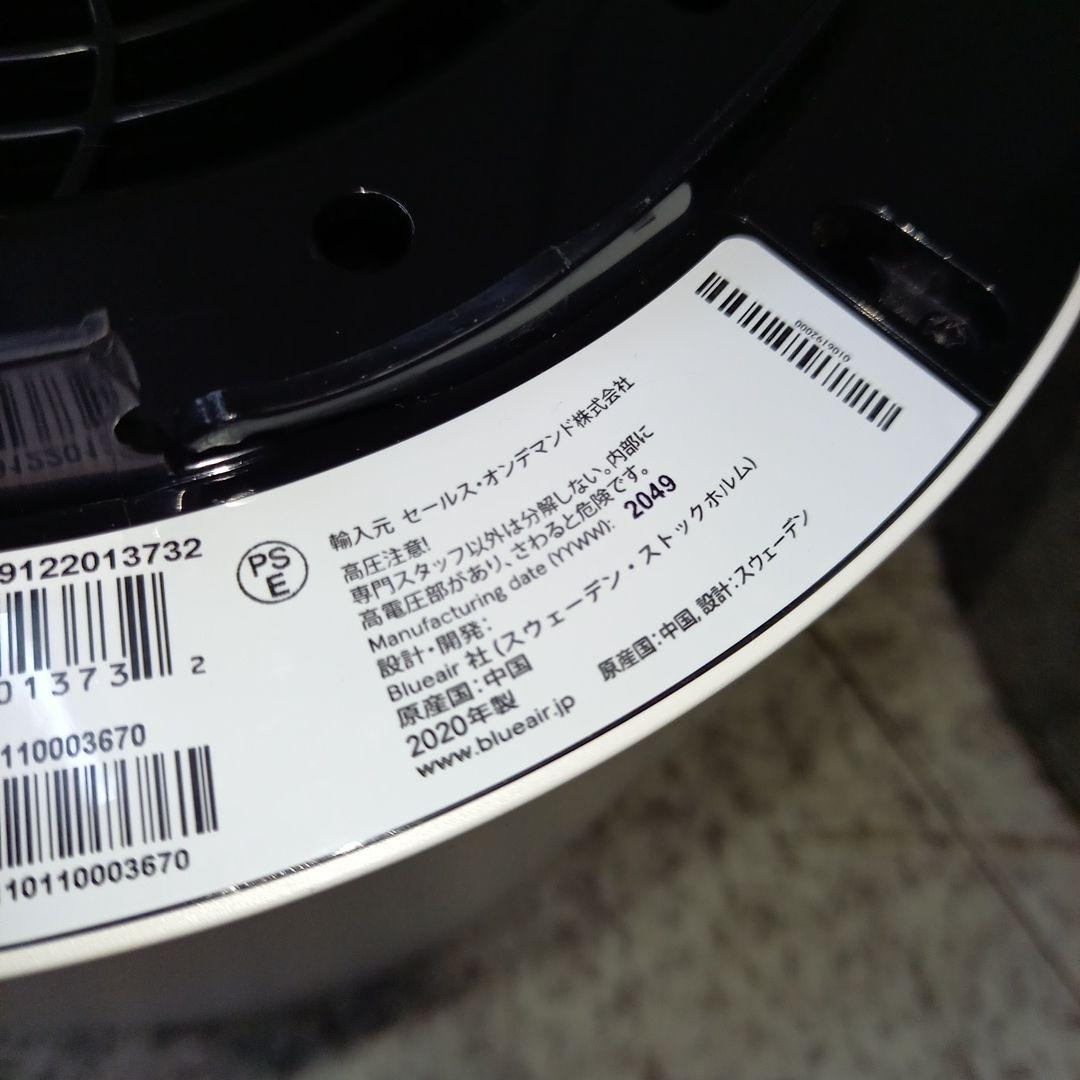 9122013732
01373 2
110003670
10110003670
PS
E
輸入元 セールス・オンデマンド株式会社
高圧注意!
専門スタッフ以外は分解しない。内部に
高電圧部があり、さわると危険です。
Manufacturing date (YYWW): 2049
設計・開発:
Blueair 社 (スウェーデン・ストックホルム)
原産国:中国
2020年製
www.blueair.jp
原産国:中国, 設計:スウェーデン
0106192000